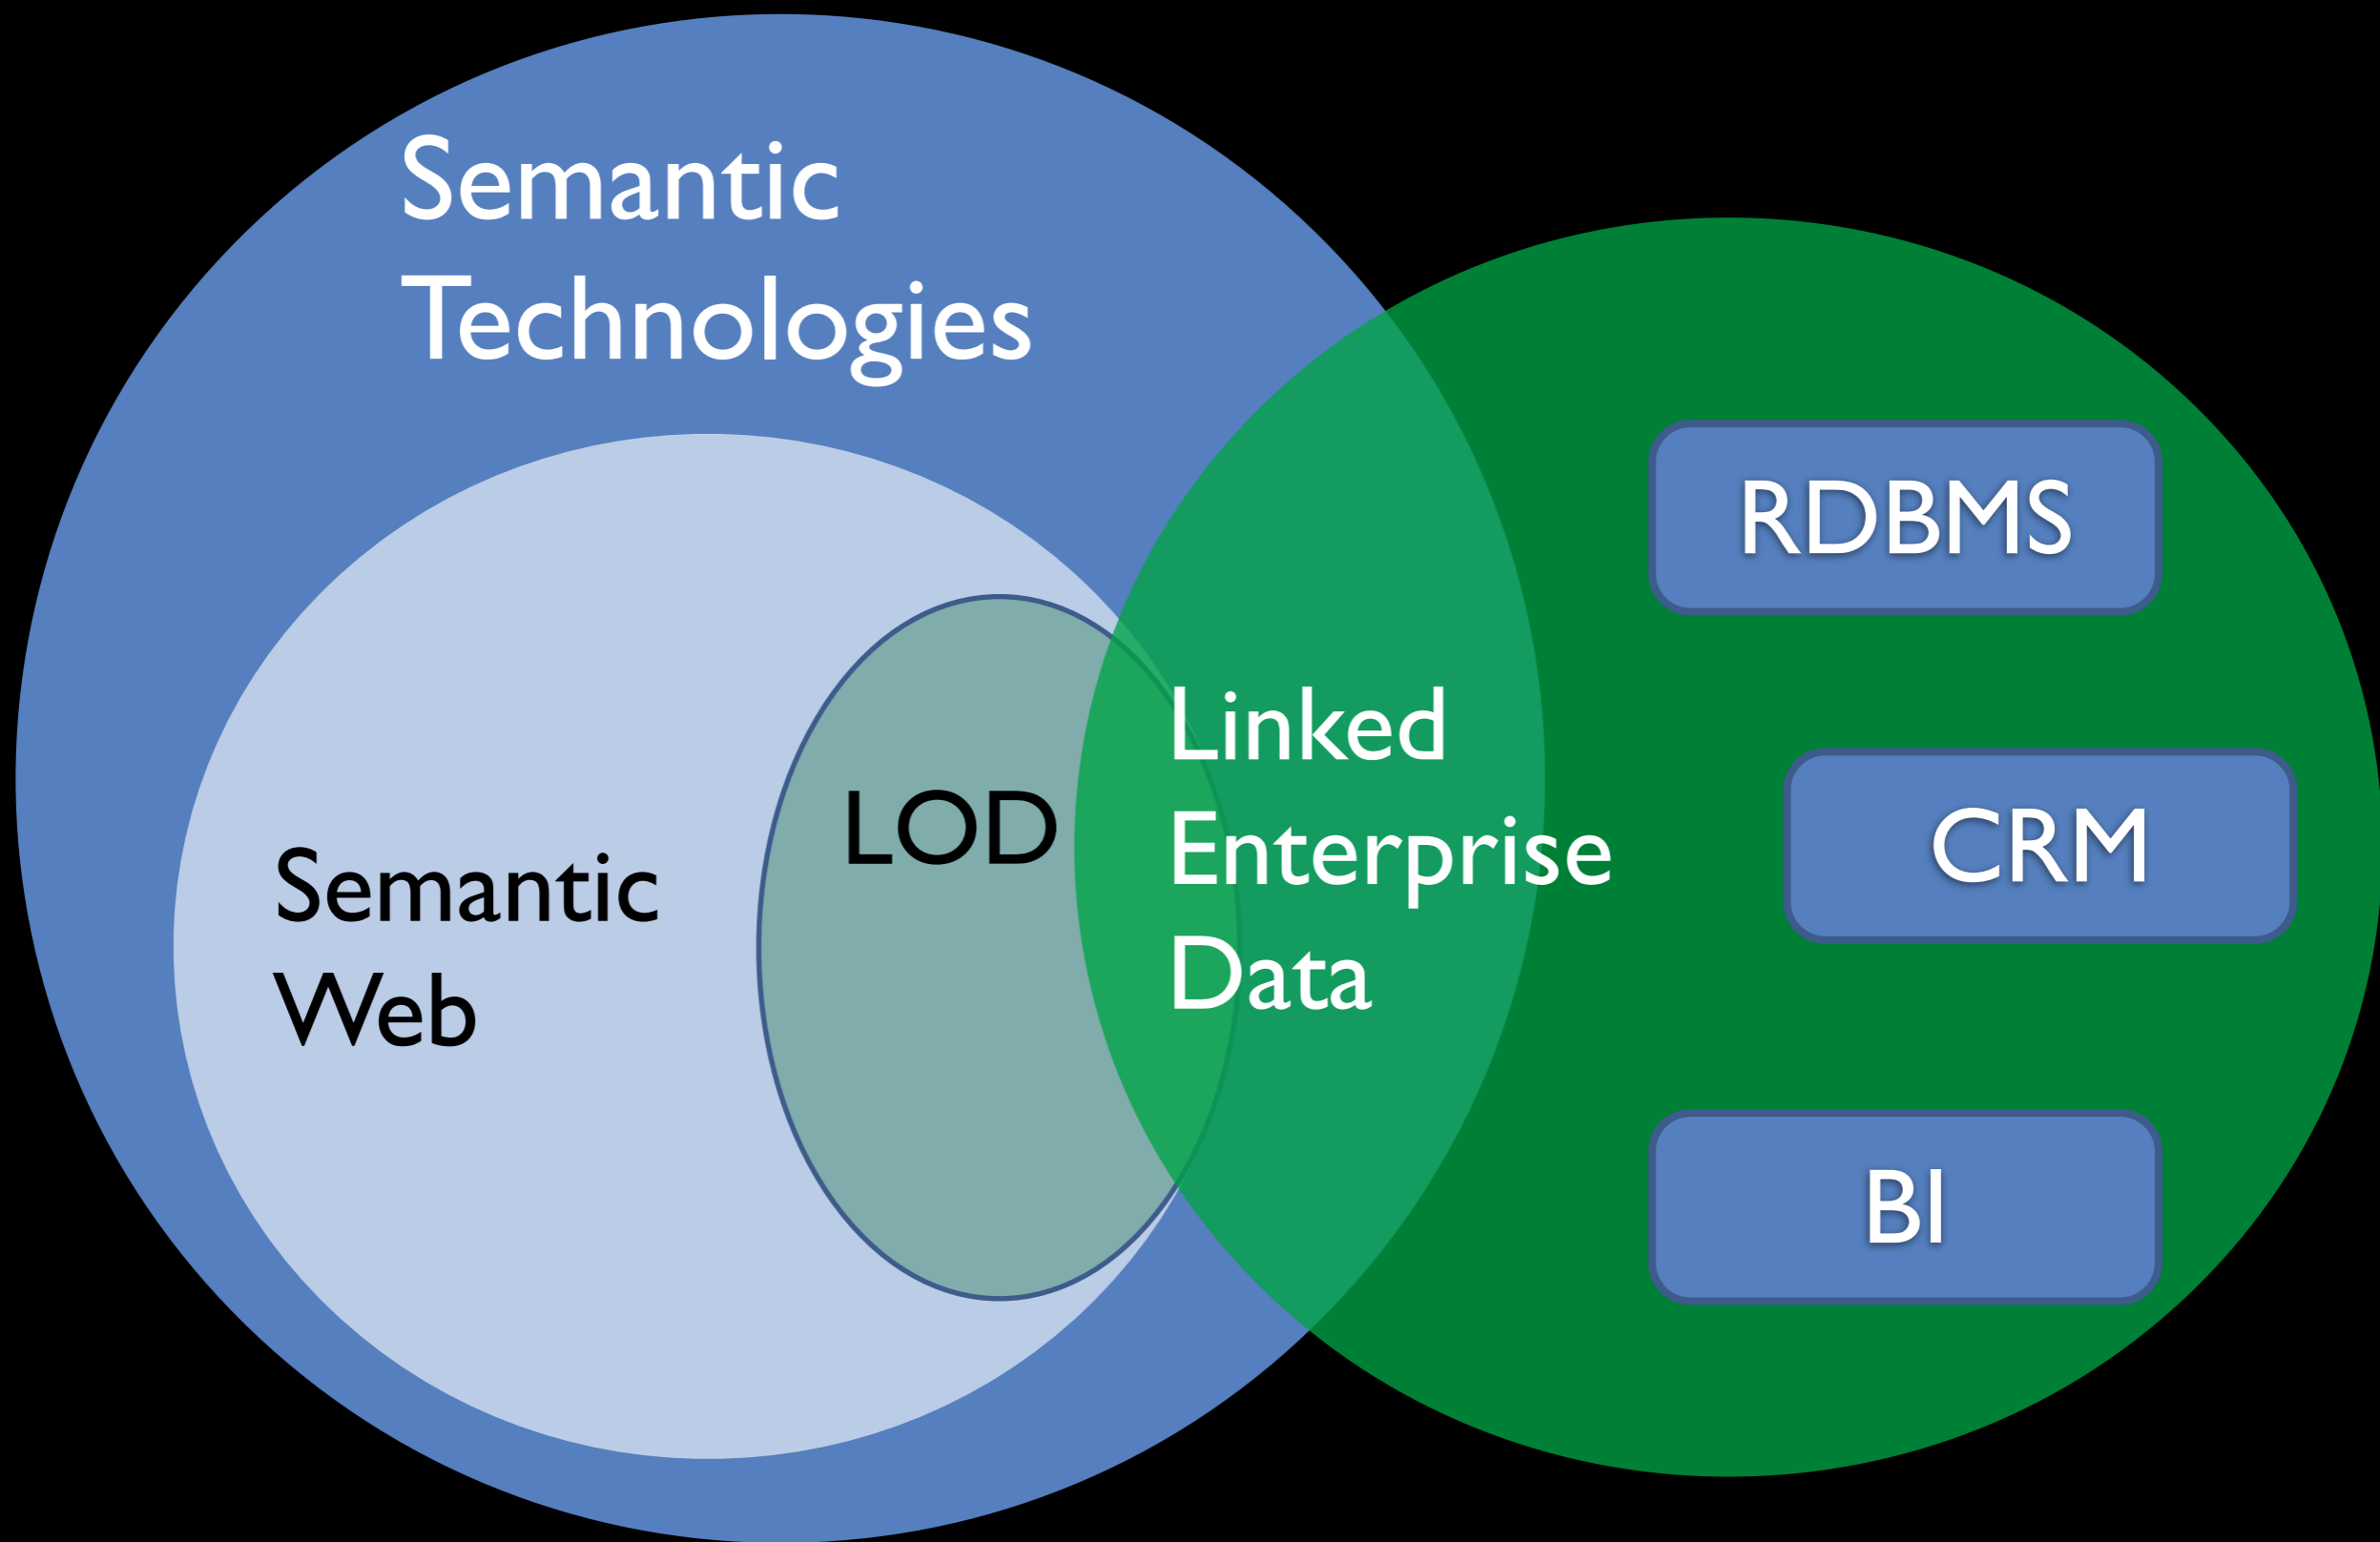 Semantic
Technologies
Semantic
Web
LOD
Linked
Enterprise
Data
RDBMS
CRM
BI